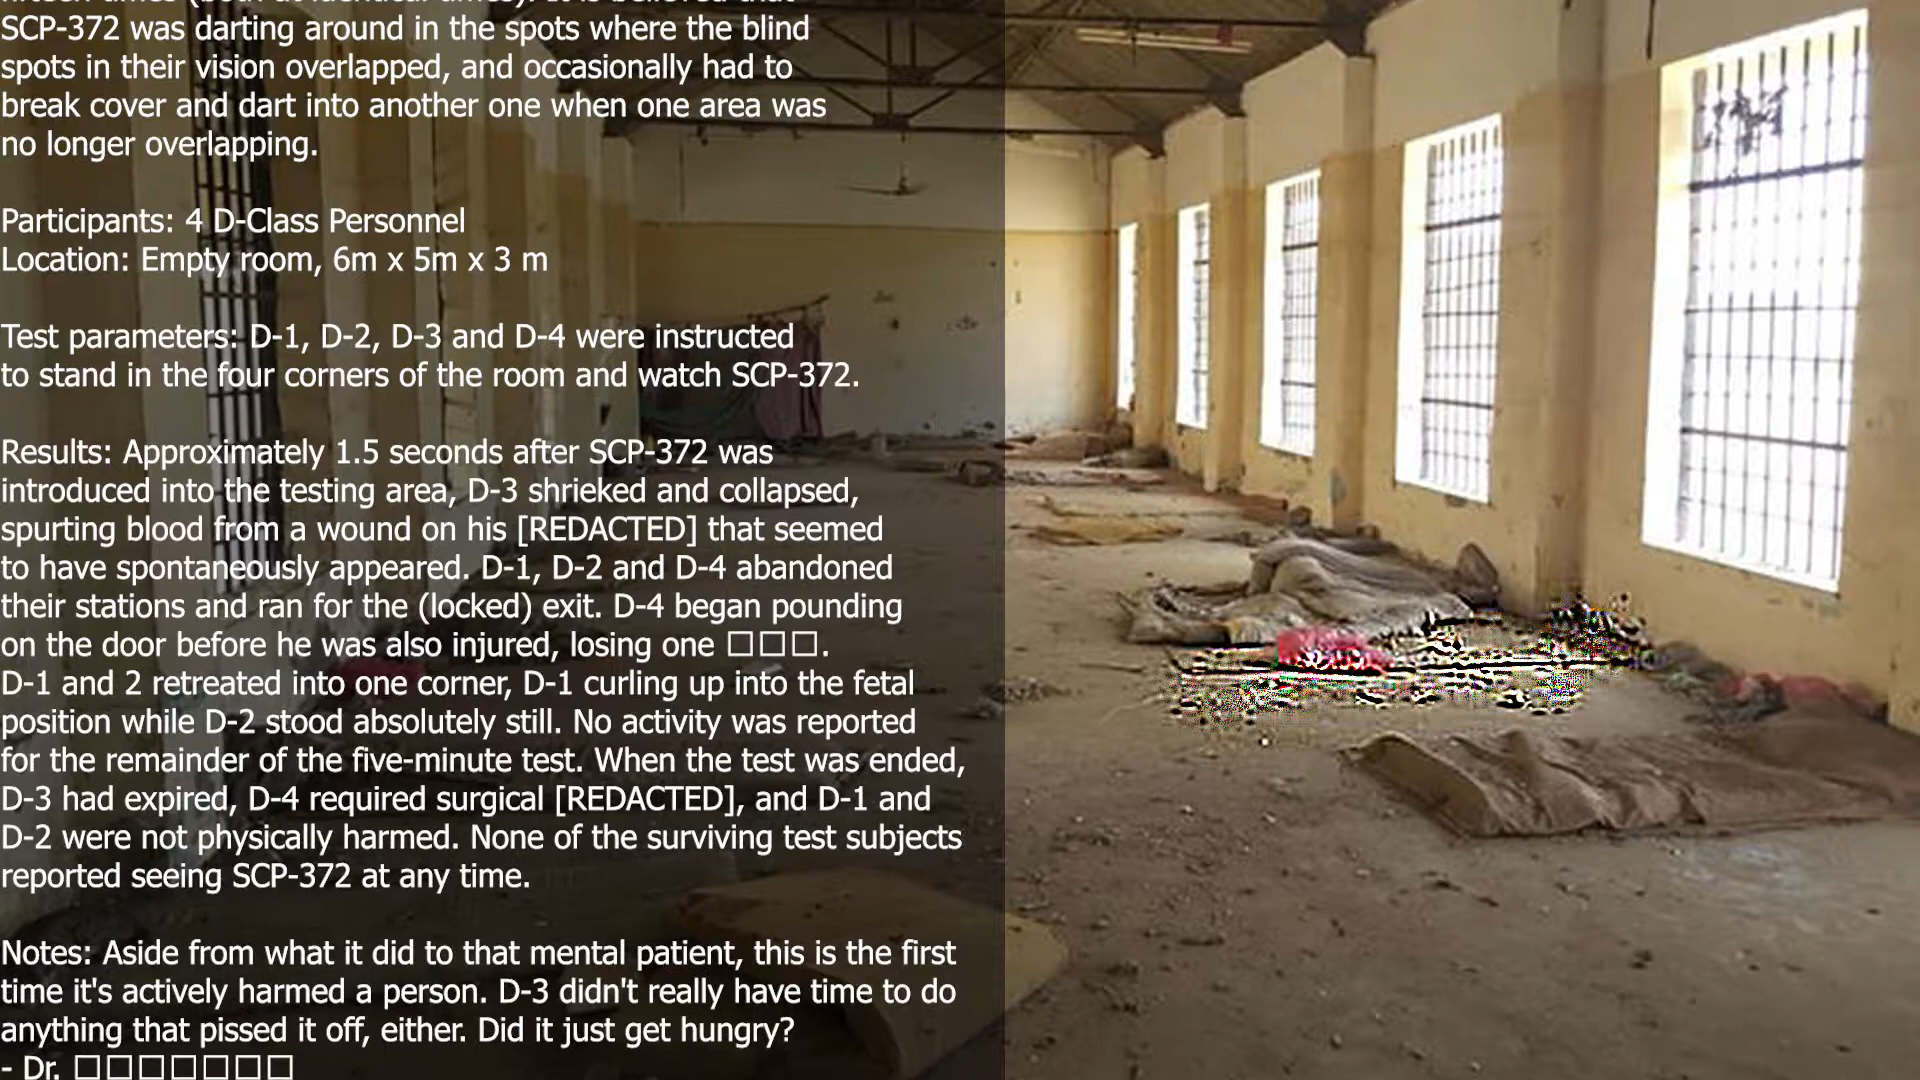 SCP-372 was darting around in the spots where the blind
spots in their vision overlapped, and occasionally had to
break cover and dart into another one when one area was
no longer overlapping.
Participants: 4 D-Class Personnel
Location: Empty room, 6m x 5m x 3 m
Test parameters: D-1, D-2, D-3 and D-4 were instructed
to stand in the four corners of the room and watch SCP-372.
Results: Approximately 1.5 seconds after SCP-372 was
introduced into the testing area, D-3 shrieked and collapsed,
spurting blood from a wound on his [REDACTED] that seemed
to have spontaneously appeared. D-1, D-2 and D-4 abandoned
their stations and ran for the (locked) exit. D-4 began pounding
on the door before he was also injured, losing one □□□.
D-1 and 2 retreated into one corner, D-1 curling up into the fetal
position while D-2 stood absolutely still. No activity was reported
for the remainder of the five-minute test. When the test was ended,
D-3 had expired, D-4 required surgical [REDACTED], and D-1 and
D-2 were not physically harmed. None of the surviving test subjects
reported seeing SCP-372 at any time.
Notes: Aside from what it did to that mental patient, this is the first
time it's actively harmed a person. D-3 didn't really have time to do
anything that pissed it off, either. Did it just get hungry?
- Dr. □□□□□□□